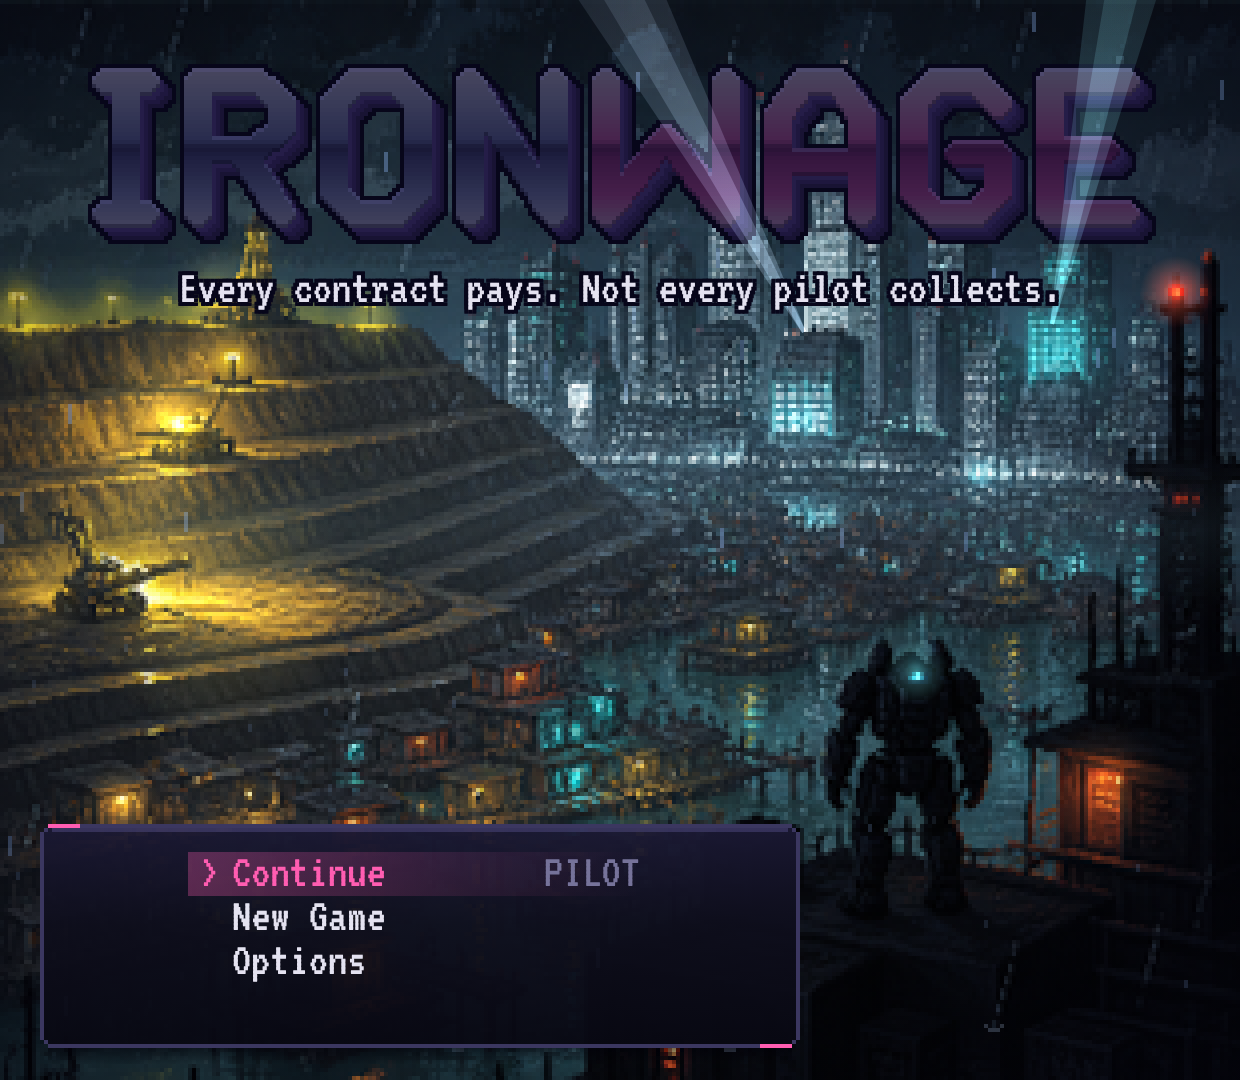 IRONWAGE
Every contract pays. Not every pilot collects.
> Continue PILOT
New Game
Options